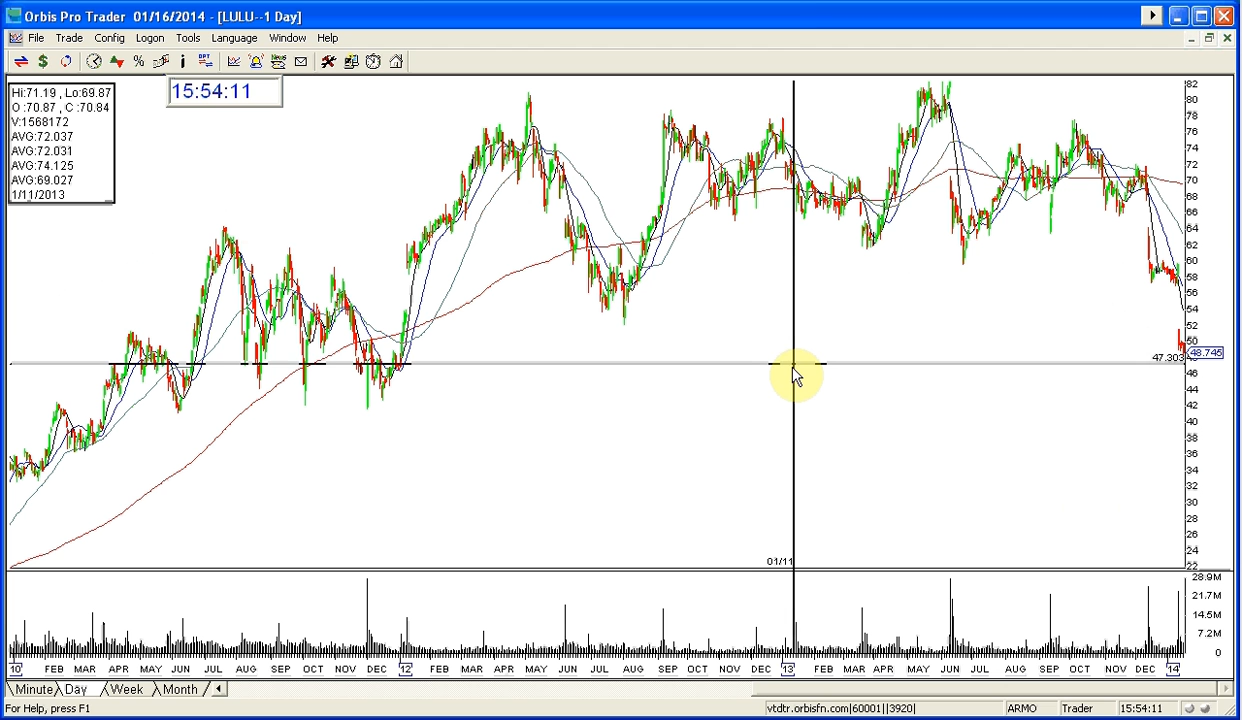 Orbis Pro Trader 01/16/2014 - [LULU--1 Day]
File Trade Config Logon Tools Language Window Help
15:54:11
Hi:71.19 , Lo:69.87
O :70.87 , C :70.84
V:1568172
AVG:72.037
AVG:72.031
AVG:74.125
AVG:69.027
1/11/2013
82
80
78
76
74
72
70
68
66
64
62
60
58
56
54
52
50
48.745
47.303
46
44
42
40
38
36
34
32
30
28
26
24
22
01/11
28.9M
21.7M
14.5M
7.2M
0
10 FEB MAR APR MAY JUN JUL AUG SEP OCT NOV DEC 12 FEB MAR APR MAY JUN JUL AUG SEP OCT NOV DEC 13 FEB MAR APR MAY JUN JUL AUG SEP OCT NOV DEC 14
Minute Day Week Month
For Help, press F1 vtdtr.orbisfn.com|60001||3920| ARMO Trader 15:54:11